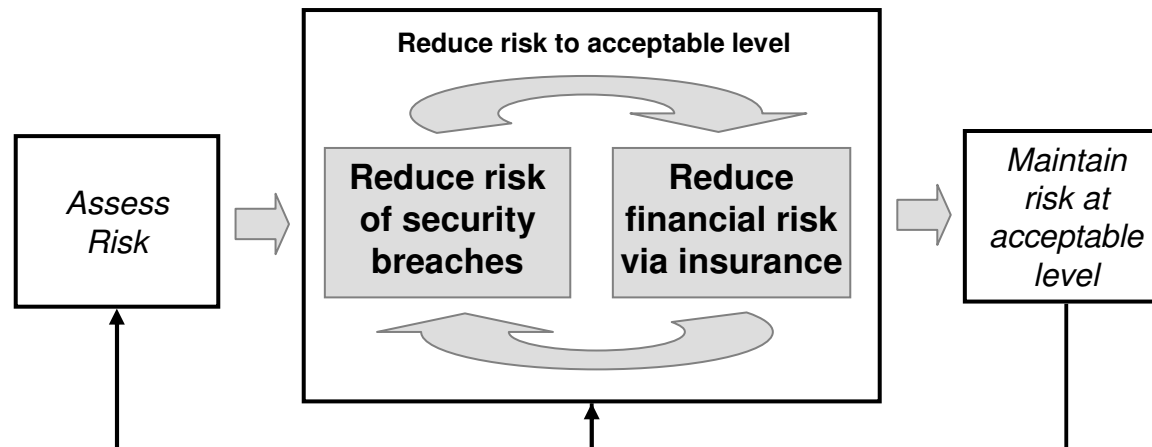 Reduce risk to acceptable level
Assess
Risk
Reduce risk
of security
breaches
Reduce
financial risk
via insurance
Maintain
risk at
acceptable
level